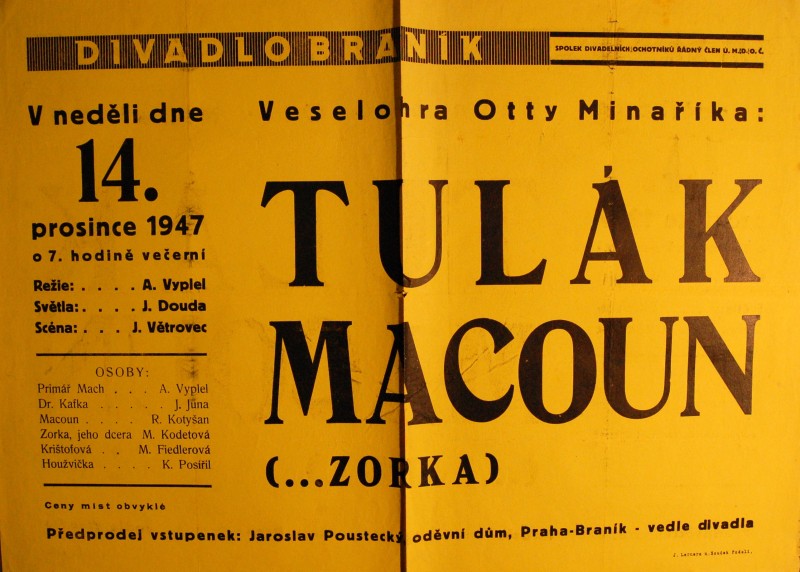 DIVADLO BRANÍK
SPOLEK DIVADELNÍCH OCHOTNÍKŮ ŘÁDNÝ ČLEN Ú. M. D. O. Č.
V neděli dne
14.
prosince 1947
o 7. hodině večerní
Režie: . . . . A. Vyplel
Světla: . . . . J. Douda
Scéna: . . . J. Větrovec
OSOBY:
Primář Mach . . . A. Vyplel
Dr. Kafka . . . . . . J. Jůna
Macoun . . . . . R. Kotyšan
Zorka, jeho dcera M. Kodetová
Krištofová . . M. Fiedlerová
Houžvička . . . . K. Posířil
Ceny míst obvyklé
Veselohra Otty Minaříka:
TULÁK
MACOUN
(...ZORKA)
Předprodej vstupenek: Jaroslav Poustecký oděvní dům, Praha-Braník - vedle divadla